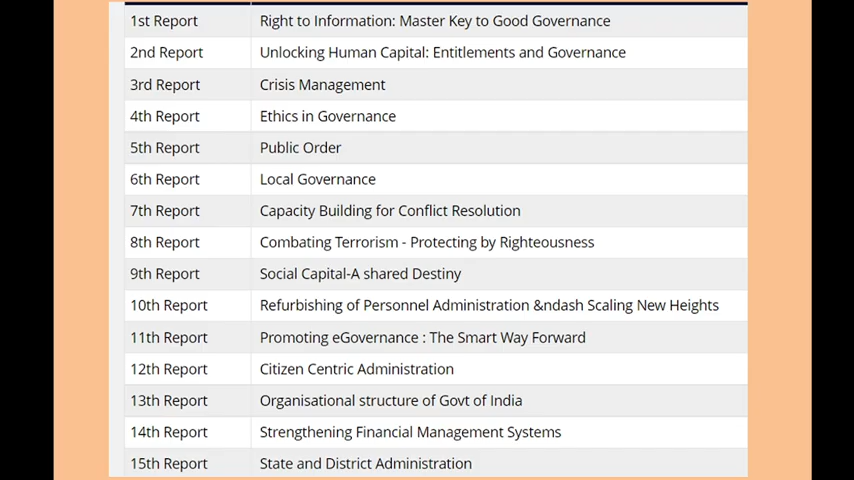 1st Report Right to Information: Master Key to Good Governance
2nd Report Unlocking Human Capital: Entitlements and Governance
3rd Report Crisis Management
4th Report Ethics in Governance
5th Report Public Order
6th Report Local Governance
7th Report Capacity Building for Conflict Resolution
8th Report Combating Terrorism - Protecting by Righteousness
9th Report Social Capital-A shared Destiny
10th Report Refurbishing of Personnel Administration &ndash Scaling New Heights
11th Report Promoting eGovernance : The Smart Way Forward
12th Report Citizen Centric Administration
13th Report Organisational structure of Govt of India
14th Report Strengthening Financial Management Systems
15th Report State and District Administration